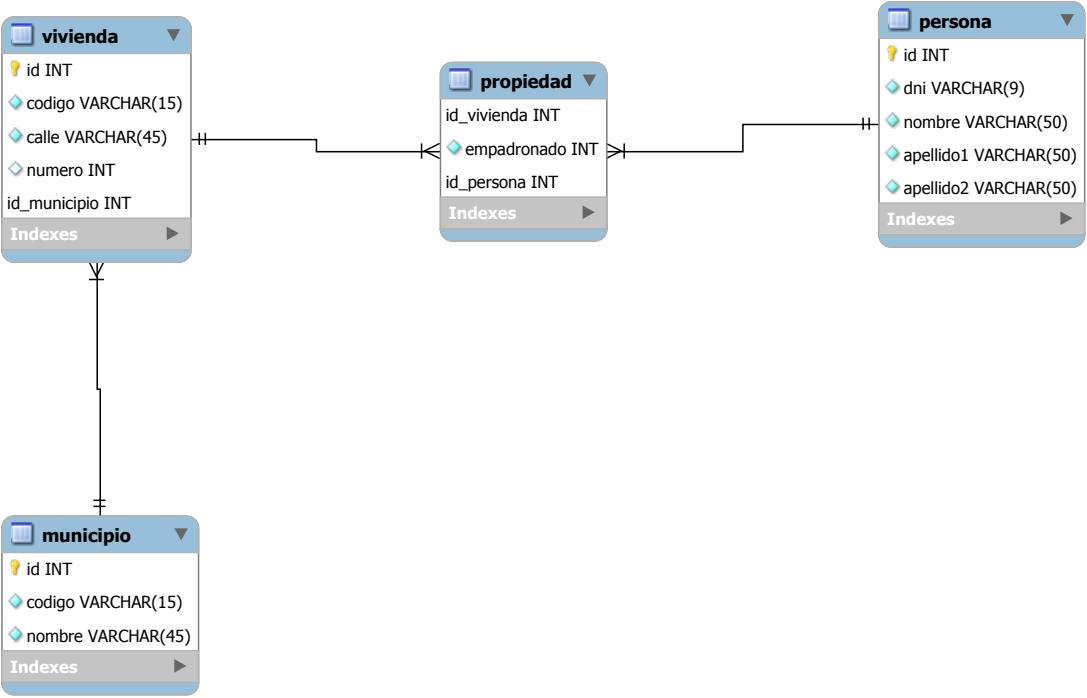 vivienda
id INT
codigo VARCHAR(15)
calle VARCHAR(45)
numero INT
id_municipio INT
Indexes
propiedad
id_vivienda INT
empadronado INT
id_persona INT
Indexes
persona
id INT
dni VARCHAR(9)
nombre VARCHAR(50)
apellido1 VARCHAR(50)
apellido2 VARCHAR(50)
Indexes
municipio
id INT
codigo VARCHAR(15)
nombre VARCHAR(45)
Indexes